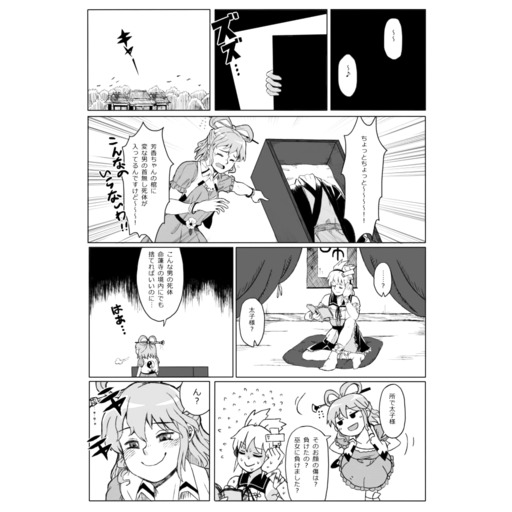 〜〜
〜♪
ズズ…
きゃー
ちょっとちょっと〜〜〜〜!
芳香ちゃんの棺に
変な男の首無し死体が
入ってるんですけど〜〜〜!
こんなの
いらないわ!!
……?
太子様?
こんな男の死体
命蓮寺の境内にでも
捨てればいいのに…
はぁ…
所で太子様
そのお顔の傷は?
負けたの?
巫女に負けました?
ん?